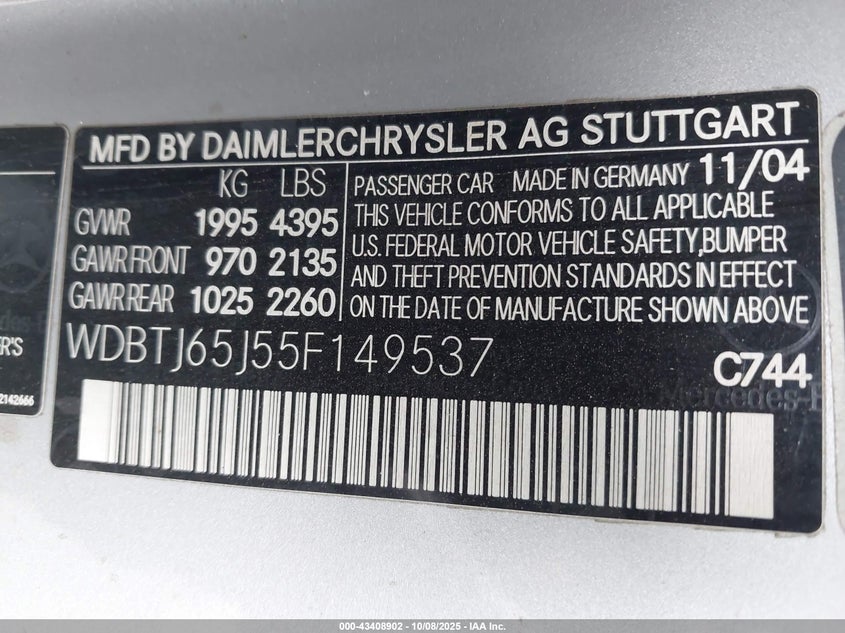 MFD BY DAIMLERCHRYSLER AG STUTTGART
KG LBS
GVWR 1995 4395
GAWR FRONT 970 2135
GAWR REAR 1025 2260
PASSENGER CAR MADE IN GERMANY 11/04
THIS VEHICLE CONFORMS TO ALL APPLICABLE
U.S. FEDERAL MOTOR VEHICLE SAFETY,BUMPER
AND THEFT PREVENTION STANDARDS IN EFFECT
ON THE DATE OF MANUFACTURE SHOWN ABOVE
WDBTJ65J55F149537
C744
Mercedes-B
ER'S
2142666
000-43408902 - 10/08/2025 - IAA Inc.